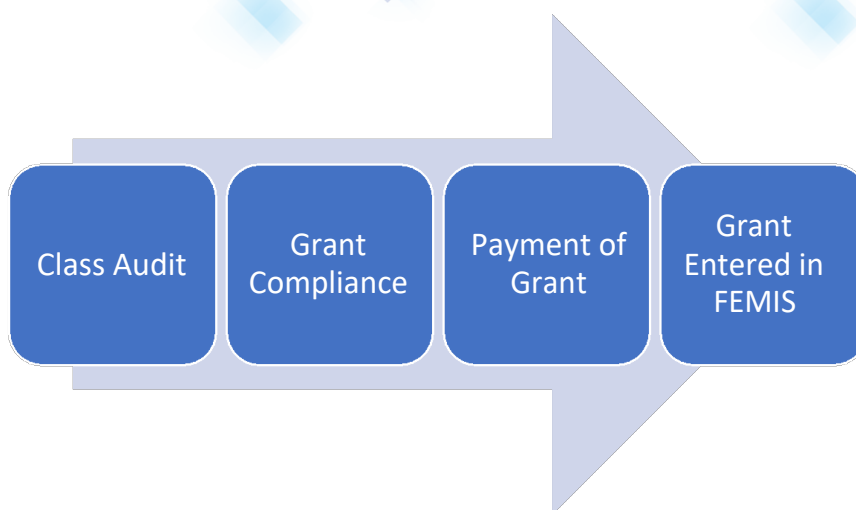 Class Audit
Grant
Compliance
Payment of
Grant
Grant
Entered in
FEMIS